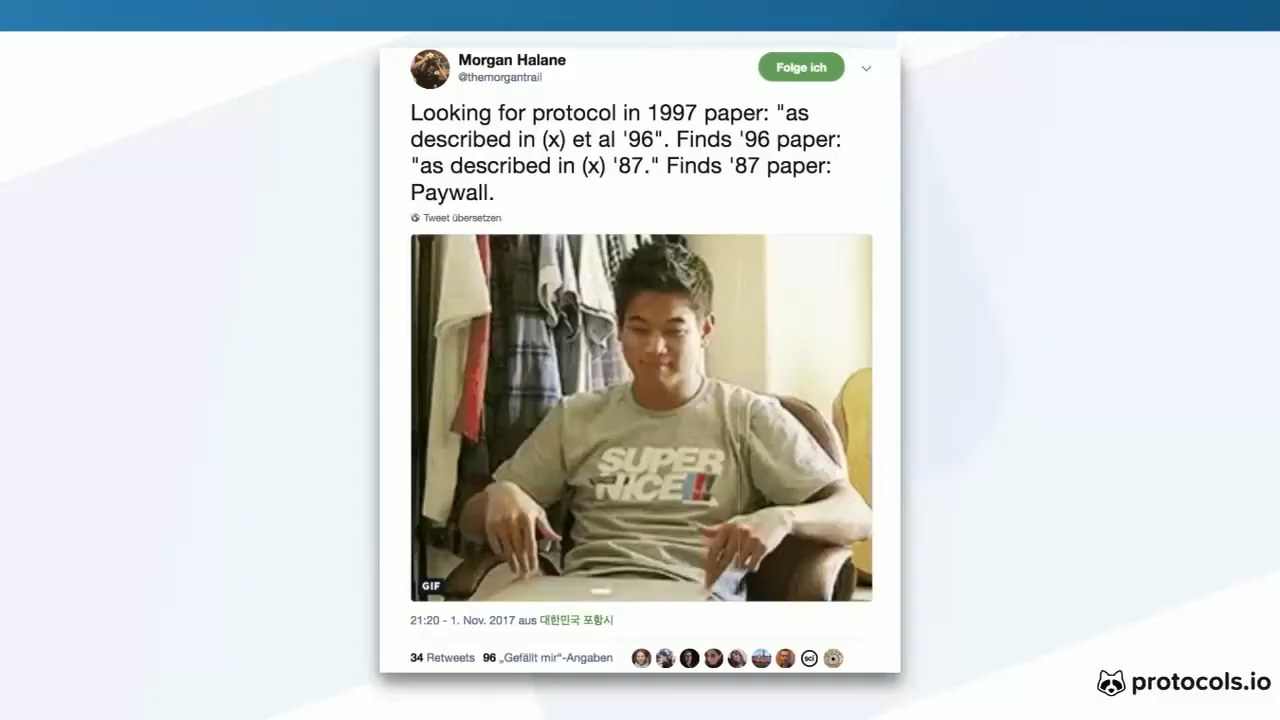 Morgan Halane
@themorgantrail
Folge ich
Looking for protocol in 1997 paper: "as
described in (x) et al '96". Finds '96 paper:
"as described in (x) '87." Finds '87 paper:
Paywall.
Tweet übersetzen
SUPER
NICE!!!
GIF
21:20 - 1. Nov. 2017 aus 대한민국 포항시
34 Retweets 96 „Gefällt mir“-Angaben
sci
protocols.io